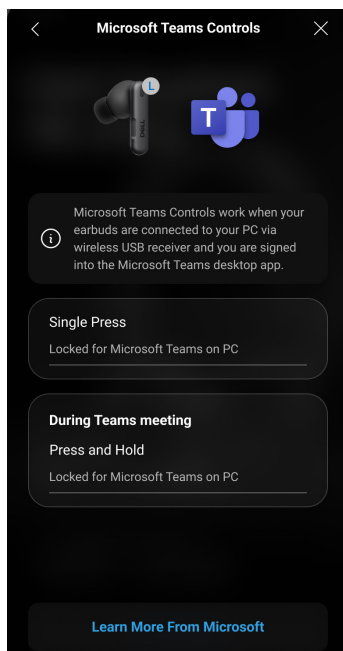 Microsoft Teams Controls
L
DELL
T
Microsoft Teams Controls work when your
earbuds are connected to your PC via
wireless USB receiver and you are signed
into the Microsoft Teams desktop app.
Single Press
Locked for Microsoft Teams on PC
During Teams meeting
Press and Hold
Locked for Microsoft Teams on PC
Learn More From Microsoft